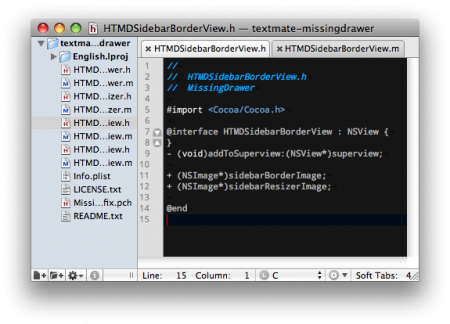 HTMDSidebarBorderView.h — textmate-missingdrawer
textma...drawer
English.lproj
HTMD...wer.h
HTMD...wer.m
HTMD...izer.h
HTMD...zer.m
HTMD...iew.h
HTMD...iew.m
HTMD...iew.h
HTMD...iew.m
Info.plist
LICENSE.txt
Missi...fix.pch
README.txt
HTMDSidebarBorderView.h
HTMDSidebarBorderView.m
1 //
2 // HTMDSidebarBorderView.h
3 // MissingDrawer
4
5 #import <Cocoa/Cocoa.h>
6
7 @interface HTMDSidebarBorderView : NSView {
8 }
9 - (void)addToSuperview:(NSView*)superview;
10
11 + (NSImage*)sidebarBorderImage;
12 + (NSImage*)sidebarResizerImage;
13
14 @end
15
Line: 15 Column: 1 C Soft Tabs: 4